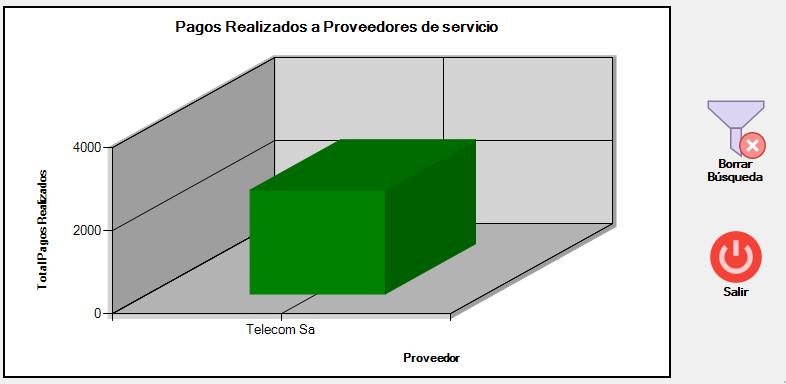 Pagos Realizados a Proveedores de servicio
Total Pagos Realizados
4000
2000
0
Telecom Sa
Proveedor
Borrar
Búsqueda
Salir